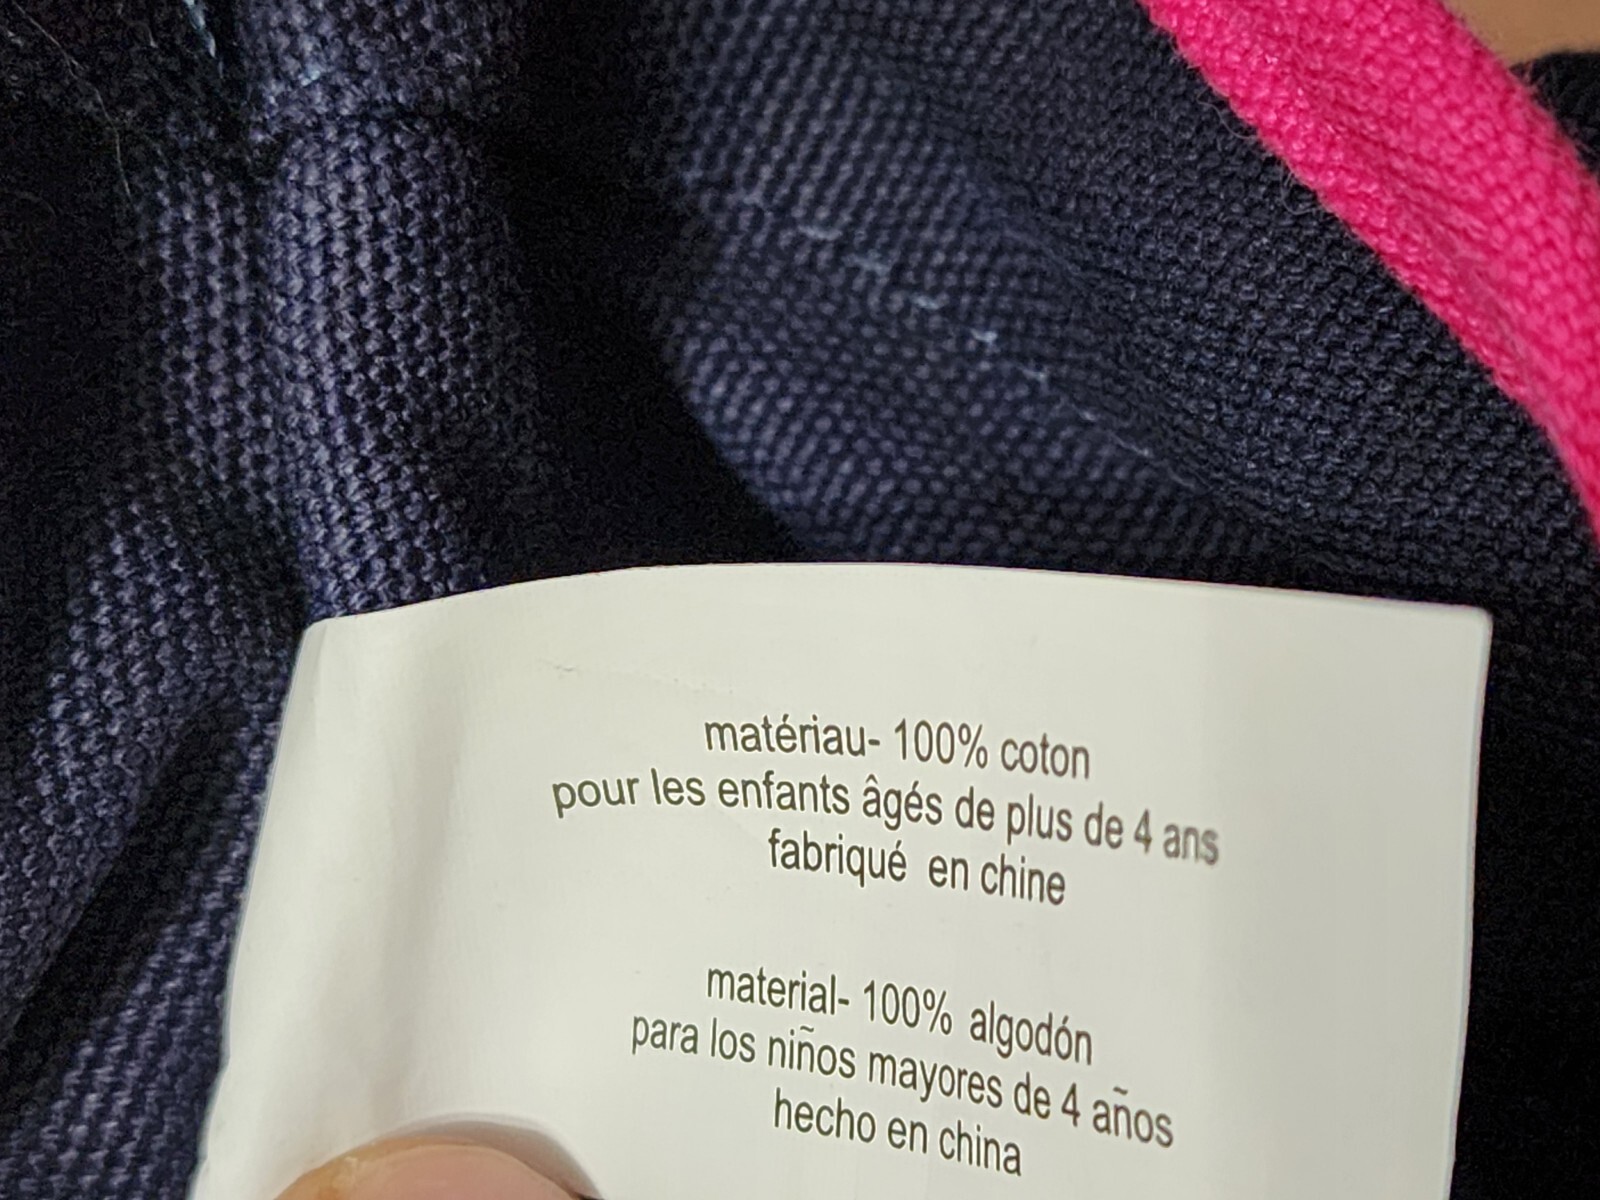 matériau- 100% coton
pour les enfants âgés de plus de 4 ans
fabriqué en chine
material- 100% algodón
para los niños mayores de 4 años
hecho en china